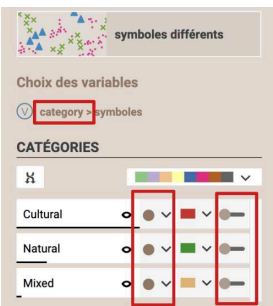 symboles différents
Choix des variables
V category > symboles
CATÉGORIES
Cultural
Natural
Mixed